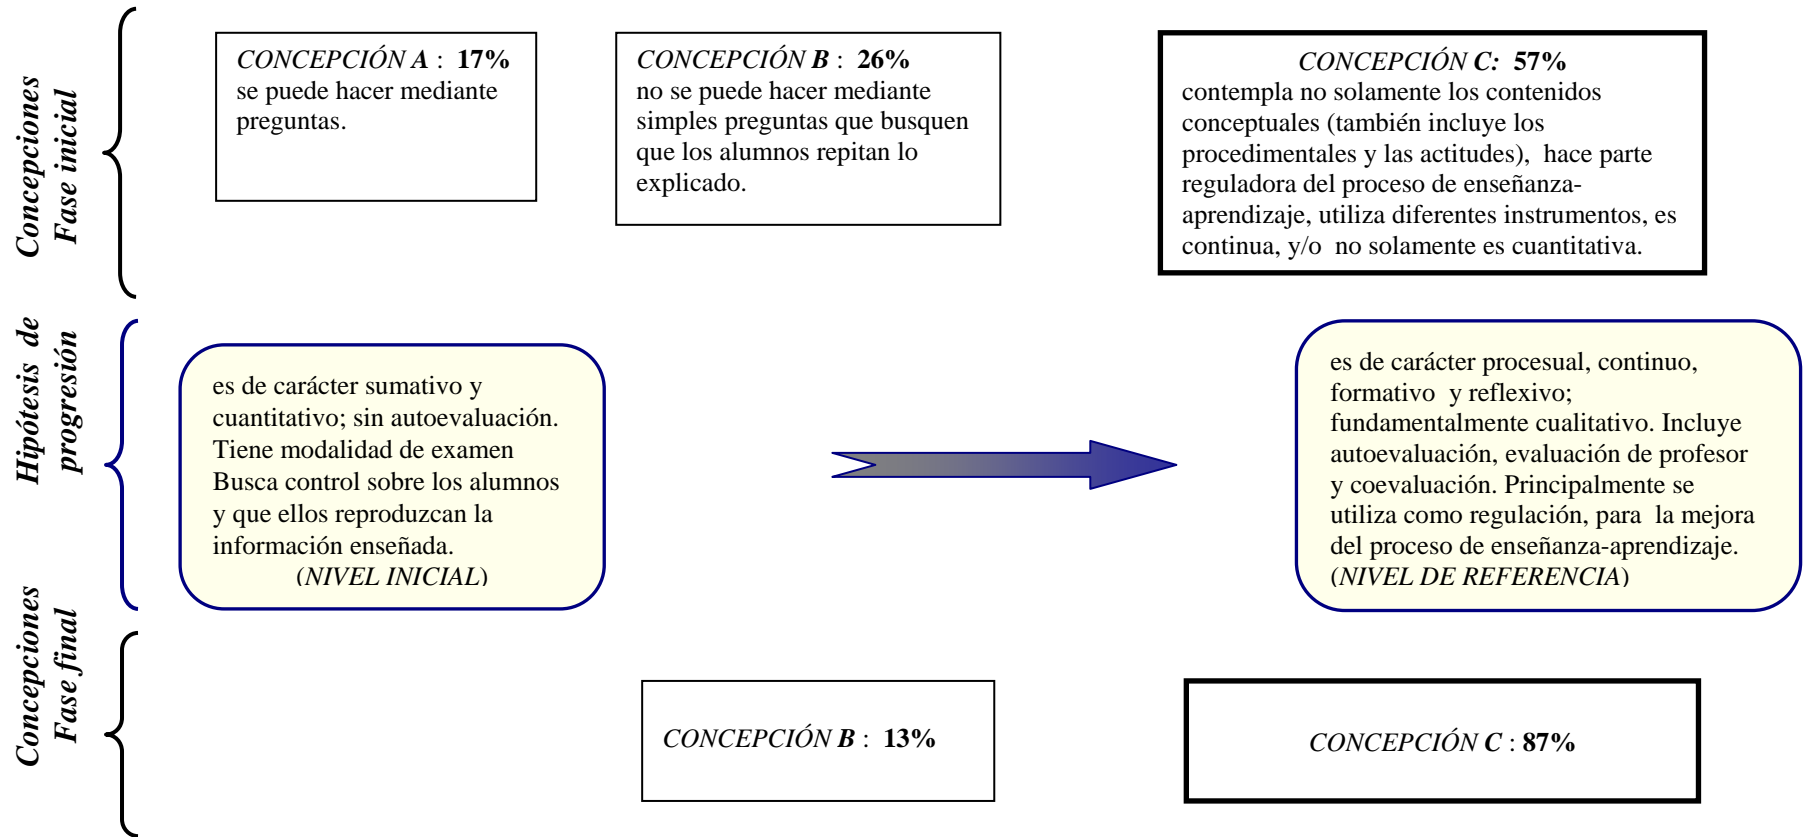 Concepciones
Fase inicial
CONCEPCIÓN A : 17%
se puede hacer mediante
preguntas.
CONCEPCIÓN B : 26%
no se puede hacer mediante
simples preguntas que busquen
que los alumnos repitan lo
explicado.
CONCEPCIÓN C: 57%
contempla no solamente los contenidos
conceptuales (también incluye los
procedimentales y las actitudes), hace parte
reguladora del proceso de enseñanza-
aprendizaje, utiliza diferentes instrumentos, es
continua, y/o no solamente es cuantitativa.
Hipótesis de
progresión
es de carácter sumativo y
cuantitativo; sin autoevaluación.
Tiene modalidad de examen
Busca control sobre los alumnos
y que ellos reproduzcan la
información enseñada.
(NIVEL INICIAL)
es de carácter procesual, continuo,
formativo y reflexivo;
fundamentalmente cualitativo. Incluye
autoevaluación, evaluación de profesor
y coevaluación. Principalmente se
utiliza como regulación, para la mejora
del proceso de enseñanza-aprendizaje.
(NIVEL DE REFERENCIA)
Concepciones
Fase final
CONCEPCIÓN B : 13%
CONCEPCIÓN C : 87%